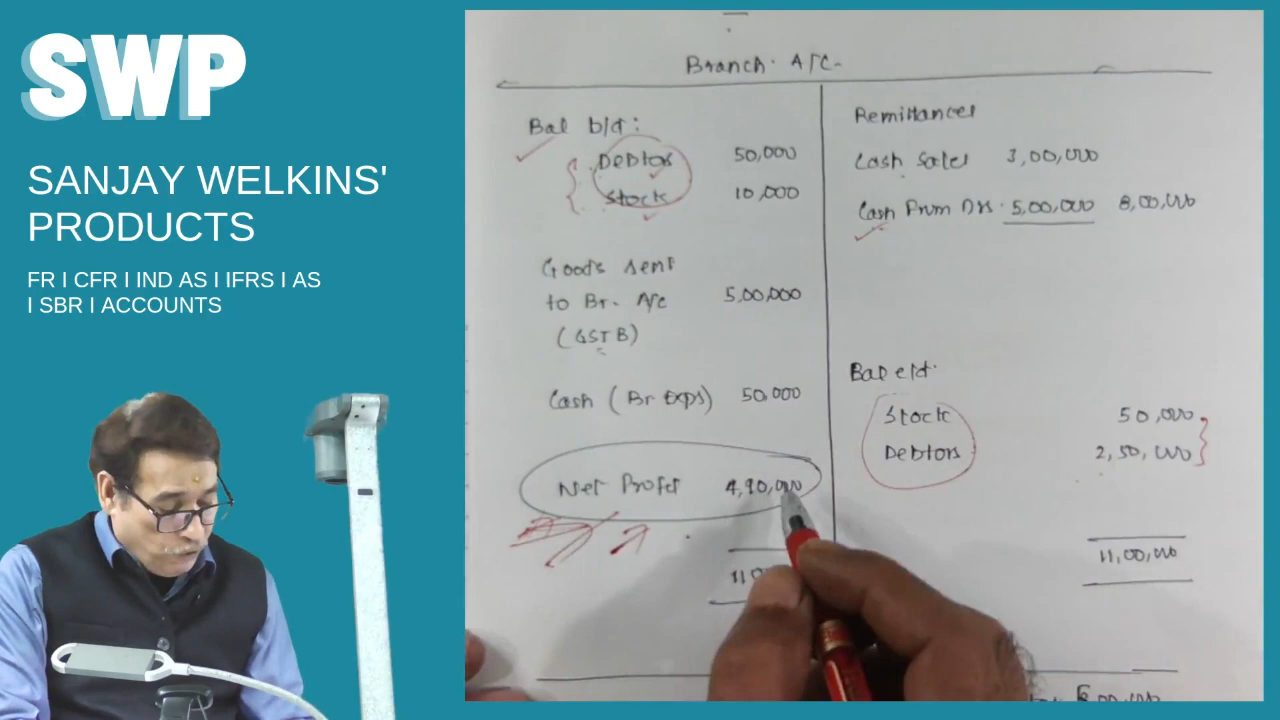 SWP
SANJAY WELKINS'
PRODUCTS
FR I CFR I IND AS I IFRS I AS
I SBR I ACCOUNTS
Branch. A/C-
Bal b/d:
Debtors 50,000
Stock 10,000
Goods sent
to Br. A/c 5,00,000
(GSTB)
Cash (Br Exps) 50,000
Net Profit 4,90,000
Remittances
Cash Sales 3,00,000
Cash From Drs. 5,00,000 8,00,000
Bal c/d.
Stock 50,000
Debtors 2,50,000
11,00,000